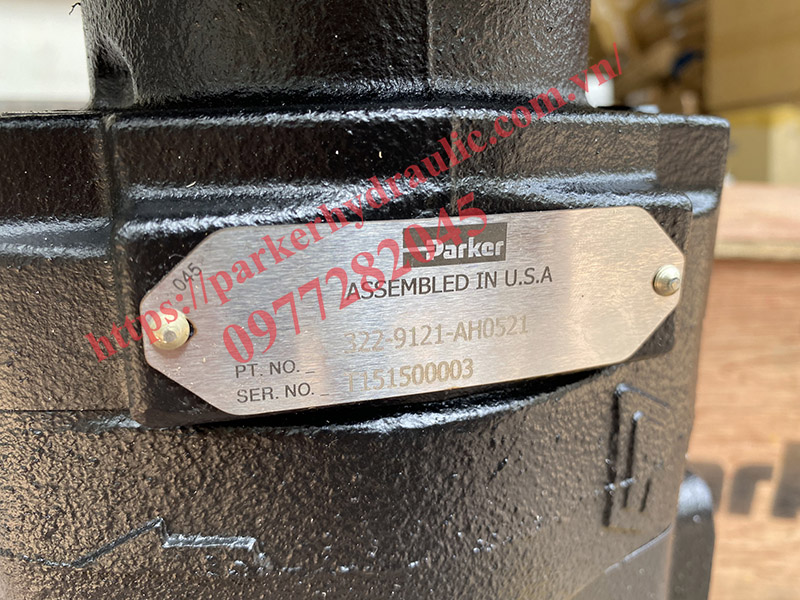 https://parkerhydraulic.com.vn/
0977282045
045
Parker
ASSEMBLED IN U.S.A
PT. NO. 322-9121-AH0521
SER. NO. 1151500003